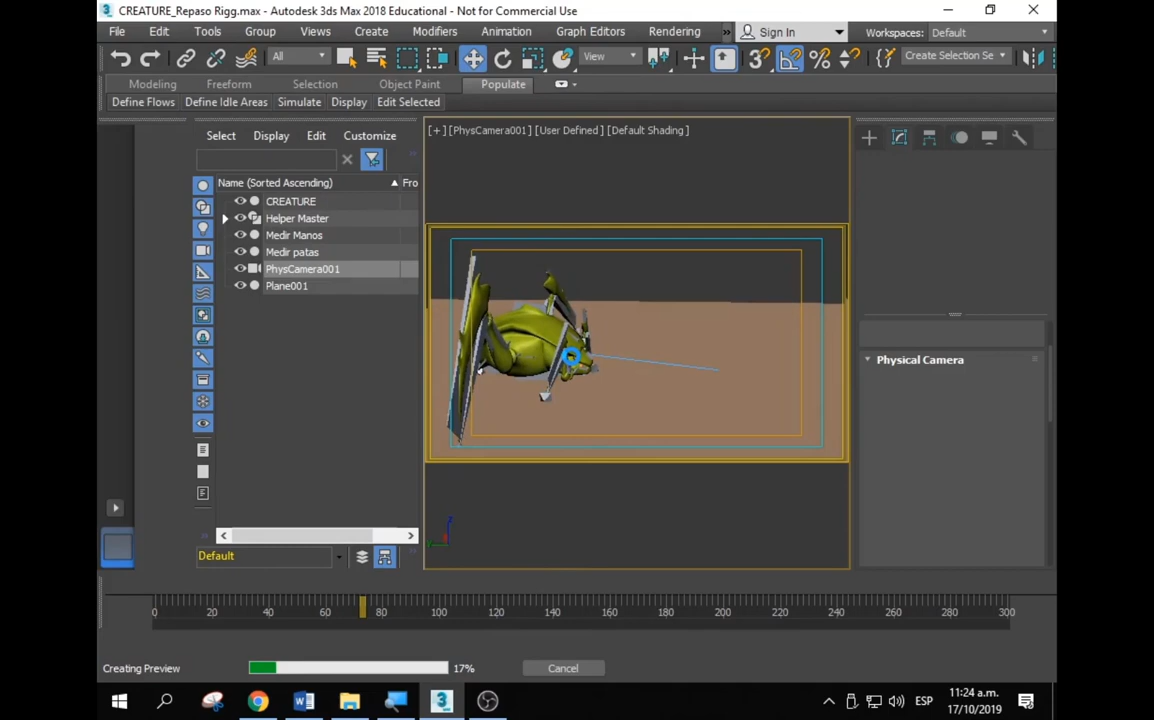 CREATURE_Repaso Rigg.max - Autodesk 3ds Max 2018 Educational - Not for Commercial Use
File Edit Tools Group Views Create Modifiers Animation Graph Editors Rendering » Sign In Workspaces: Default
All View 3 % Create Selection Se
Modeling Freeform Selection Object Paint Populate
Define Flows Define Idle Areas Simulate Display Edit Selected
Select Display Edit Customize
[+] [PhysCamera001] [User Defined] [Default Shading]
Name (Sorted Ascending) Fro
CREATURE
Helper Master
Medir Manos
Medir patas
PhysCamera001
Plane001
Physical Camera
Default
0 20 40 60 80 100 120 140 160 180 200 220 240 260 280 300
Creating Preview 17% Cancel
ESP
11:24 a.m.
17/10/2019